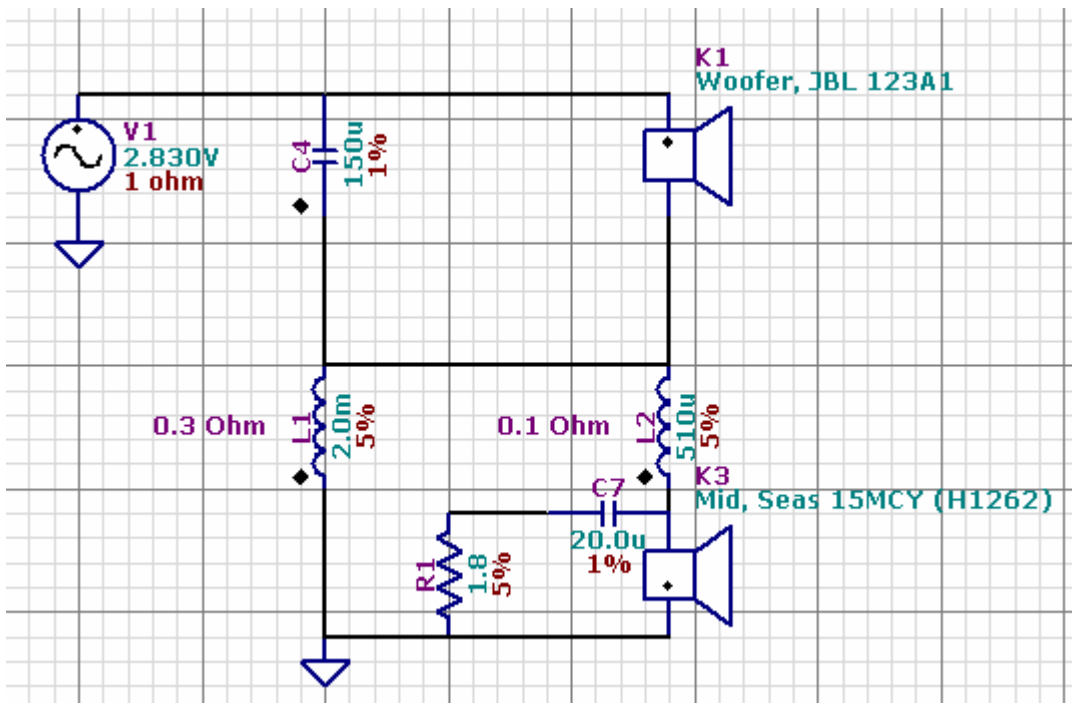 K1
Woofer, JBL 123A1
V1
2.830V
1 ohm
C4
150u
1%
0.3 Ohm
L1
2.0m
5%
0.1 Ohm
L2
510u
5%
K3
Mid, Seas 15MCY (H1262)
C7
20.0u
1%
R1
1.8
5%